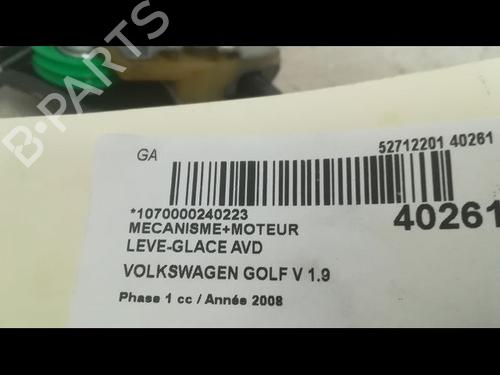 B-PARTS
GA
52712201 40261
*1070000240223
40261
MECANISME+MOTEUR
LEVE-GLACE AVD
VOLKSWAGEN GOLF V 1.9
Phase 1 cc / Année 2008